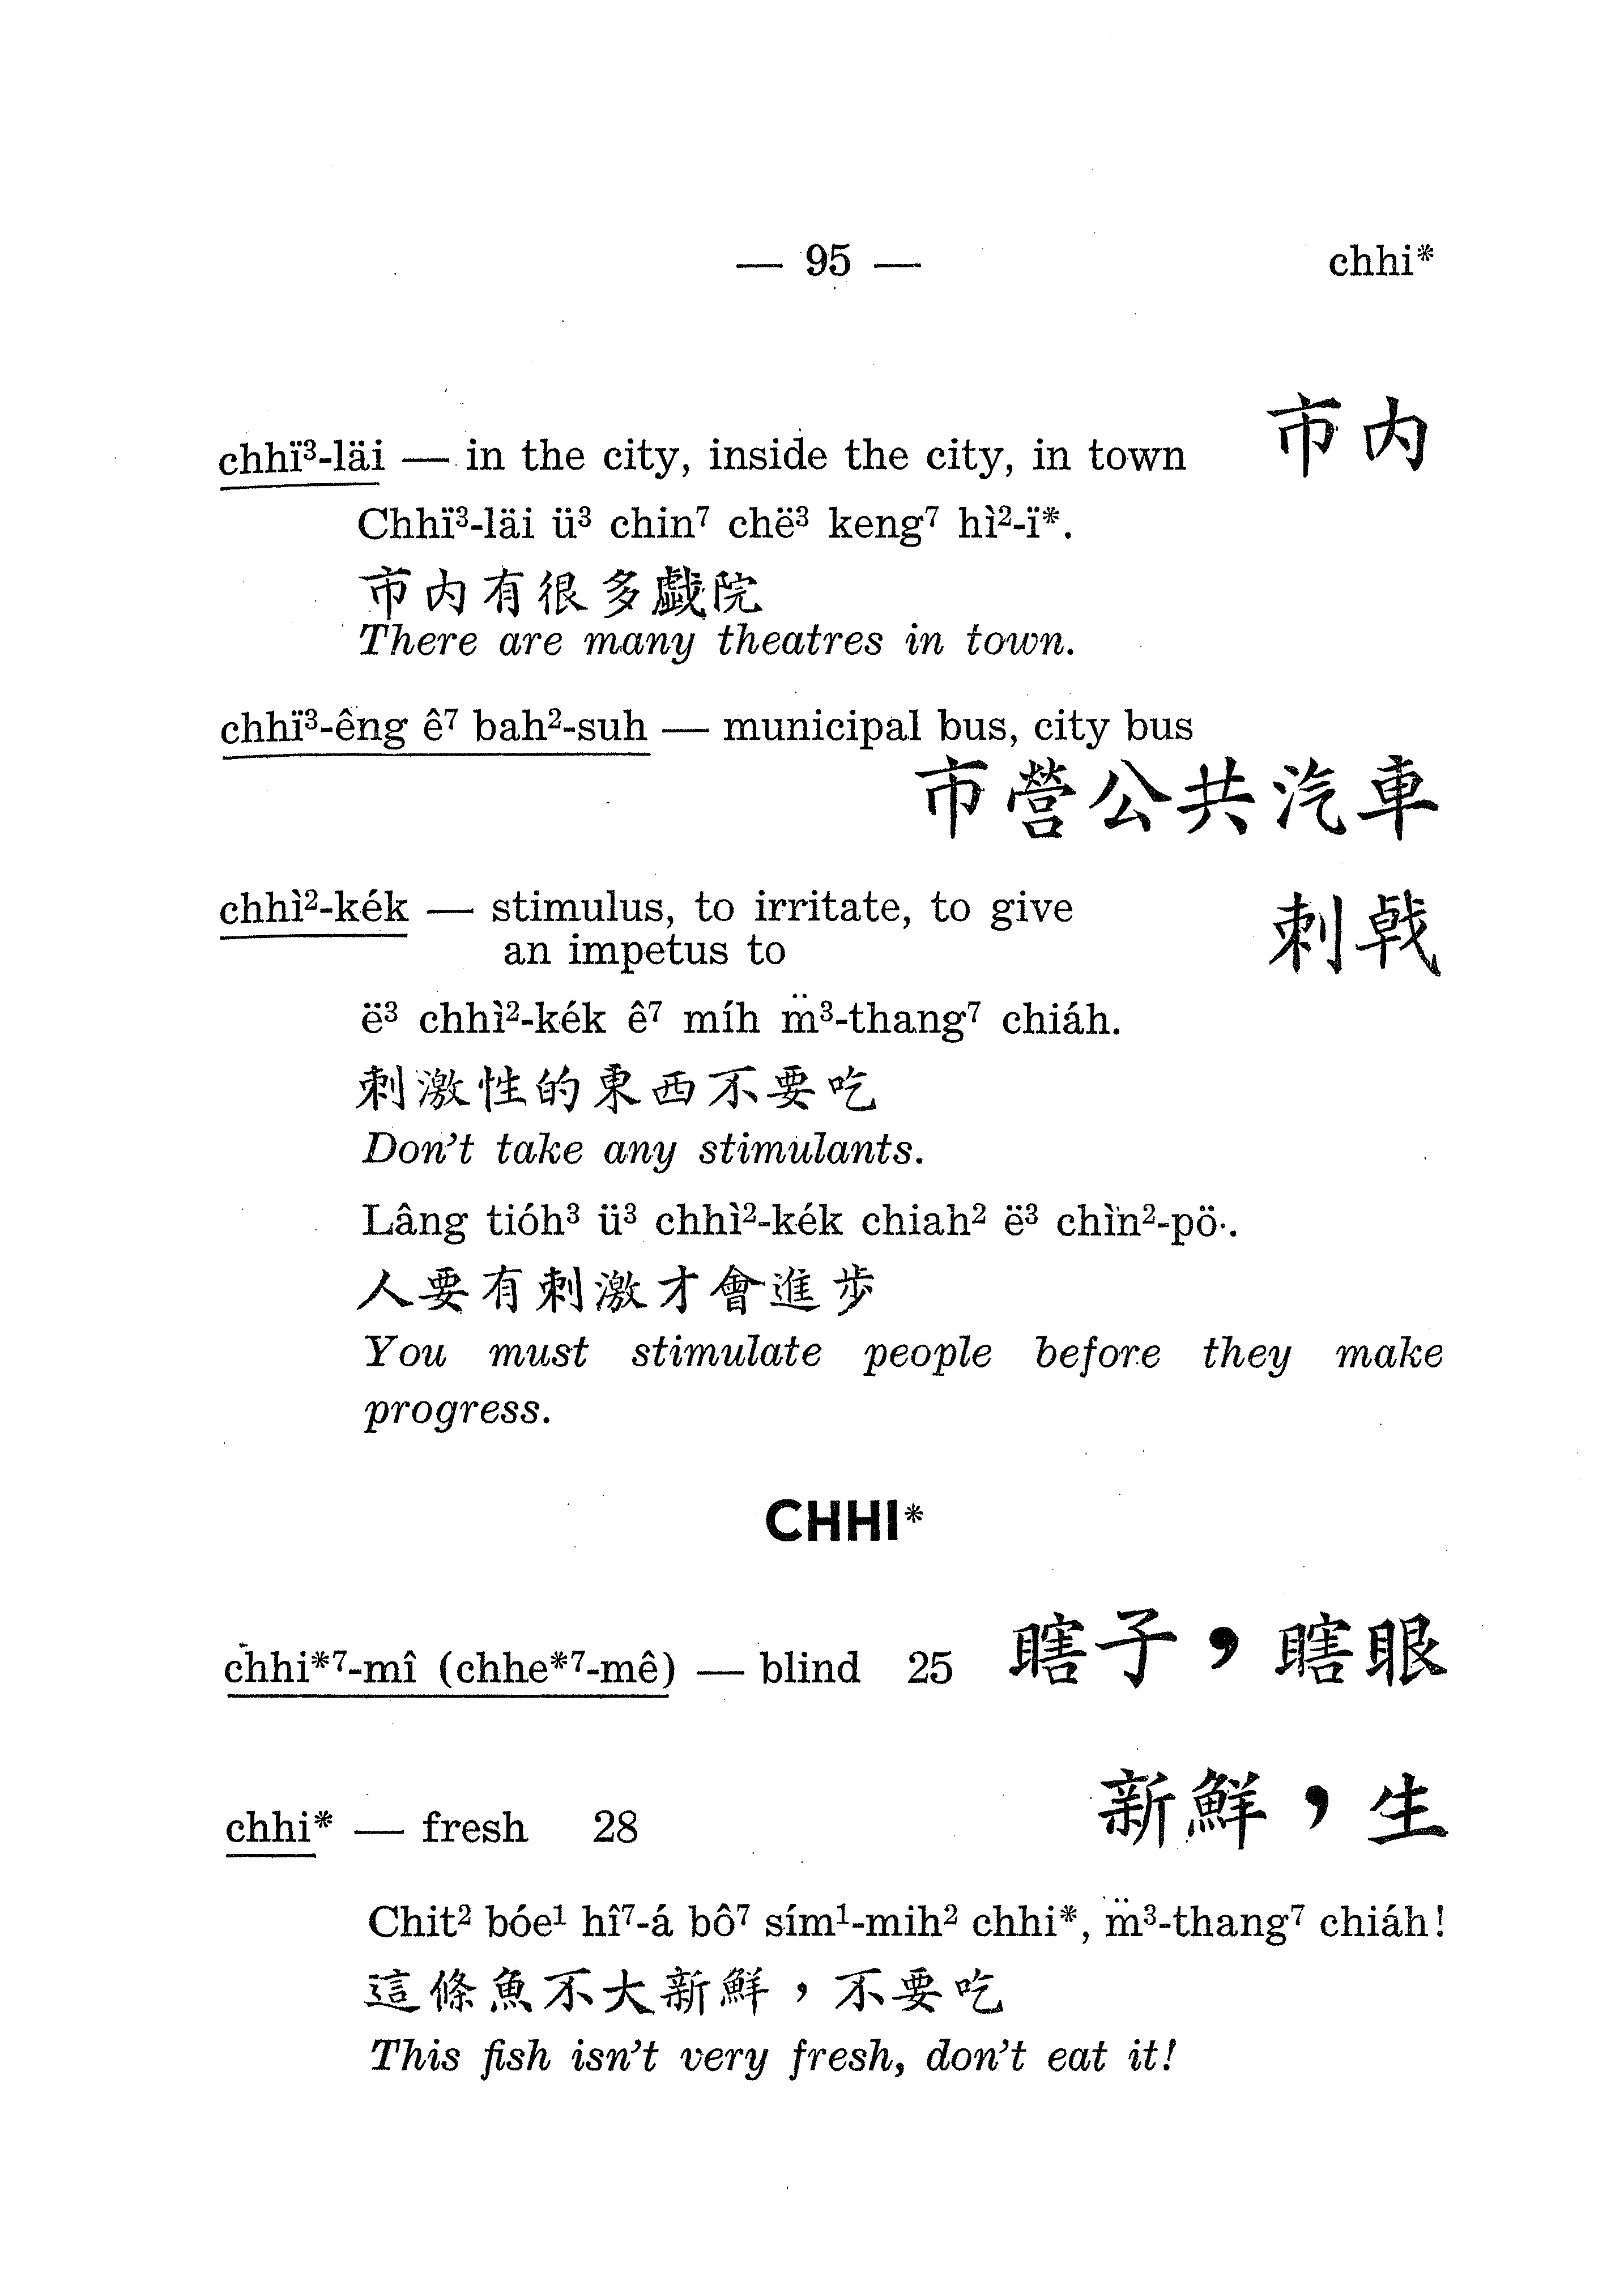 — 95 — chhi*
chhï³-läi — in the city, inside the city, in town 市内
Chhï³-läi ü³ chin⁷ chë³ keng⁷ hì²-ï*.
市内有很多戲院
There are many theatres in town.
chhï³-êng ê⁷ bah²-suh — municipal bus, city bus
市營公共汽車
chhì²-kék — stimulus, to irritate, to give 刺戟
an impetus to
ë³ chhì²-kék ê⁷ míh m̈³-thang⁷ chiáh.
刺激性的東西不要吃
Don't take any stimulants.
Lâng tióh³ ü³ chhì²-kék chiah² ë³ chìn²-pö·.
人要有刺激才會進步
You must stimulate people before they make
progress.
CHHI*
chhi*⁷-mî (chhe*⁷-mê) — blind 25 瞎子，瞎眼
chhi* — fresh 28 新鮮，生
Chit² bóe¹ hî⁷-á bô⁷ sím¹-mih² chhi*, m̈³-thang⁷ chiáh!
這條魚不大新鮮，不要吃
This fish isn't very fresh, don't eat it!